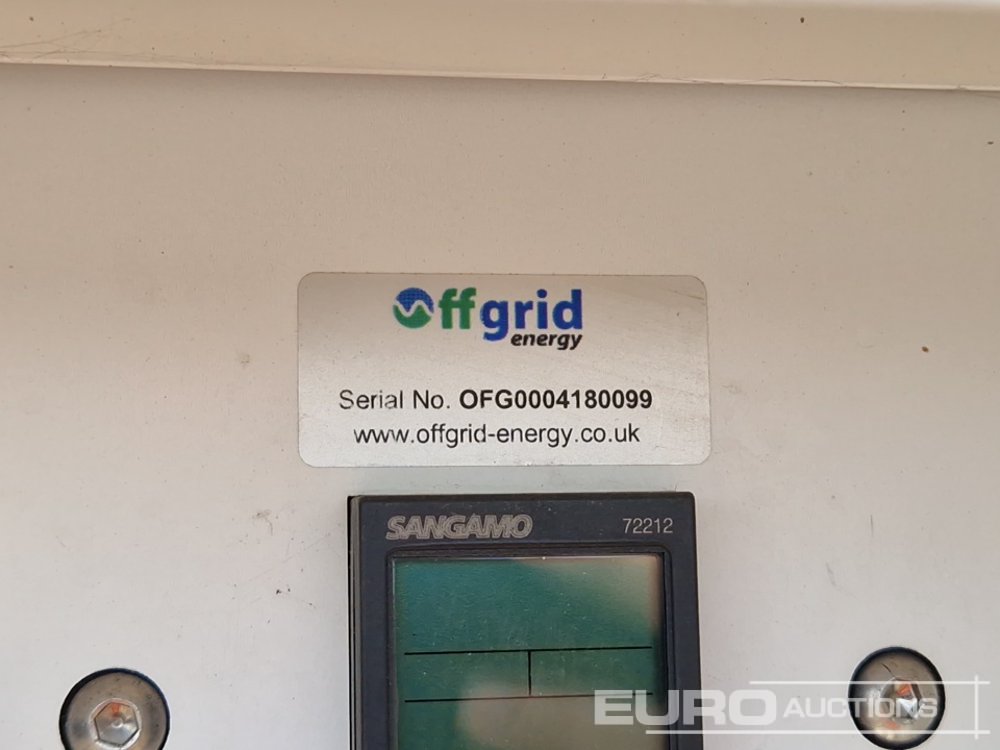 Offgrid
energy
Serial No. OFG0004180099
www.offgrid-energy.co.uk
SANGAMO 72212
EURO AUCTIONS